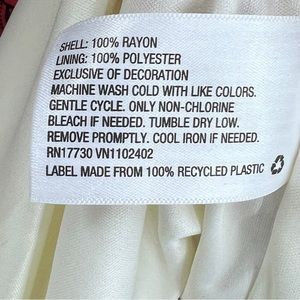 SHELL: 100% RAYON
LINING: 100% POLYESTER
EXCLUSIVE OF DECORATION
MACHINE WASH COLD WITH LIKE COLORS.
GENTLE CYCLE. ONLY NON-CHLORINE
BLEACH IF NEEDED. TUMBLE DRY LOW.
REMOVE PROMPTLY. COOL IRON IF NEEDED.
RN17730 VN1102402
LABEL MADE FROM 100% RECYCLED PLASTIC